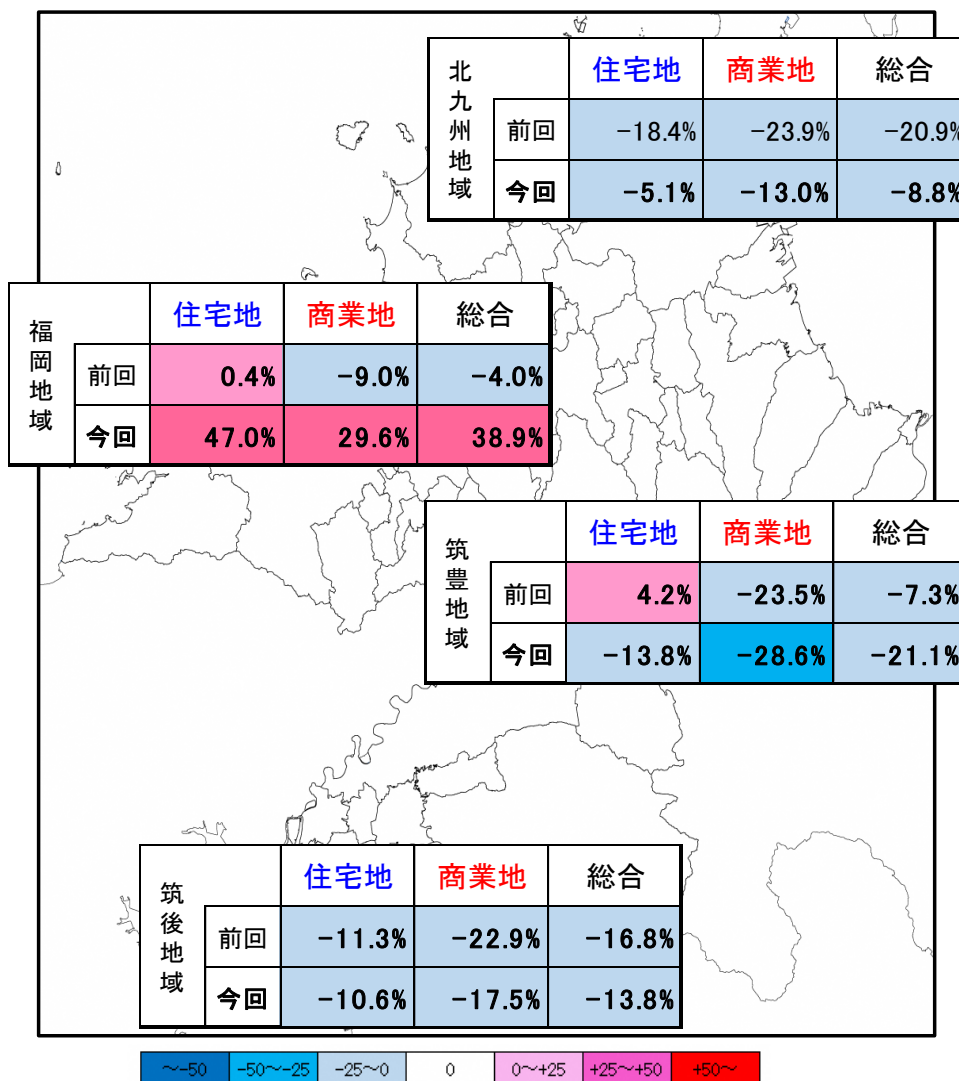 北九州地域
住宅地 商業地 総合
前回 −18.4% −23.9% −20.9%
今回 −5.1% −13.0% −8.8%
福岡地域
住宅地 商業地 総合
前回 0.4% −9.0% −4.0%
今回 47.0% 29.6% 38.9%
筑豊地域
住宅地 商業地 総合
前回 4.2% −23.5% −7.3%
今回 −13.8% −28.6% −21.1%
筑後地域
住宅地 商業地 総合
前回 −11.3% −22.9% −16.8%
今回 −10.6% −17.5% −13.8%
～-50 -50～-25 -25～0 0 0～+25 +25～+50 +50～